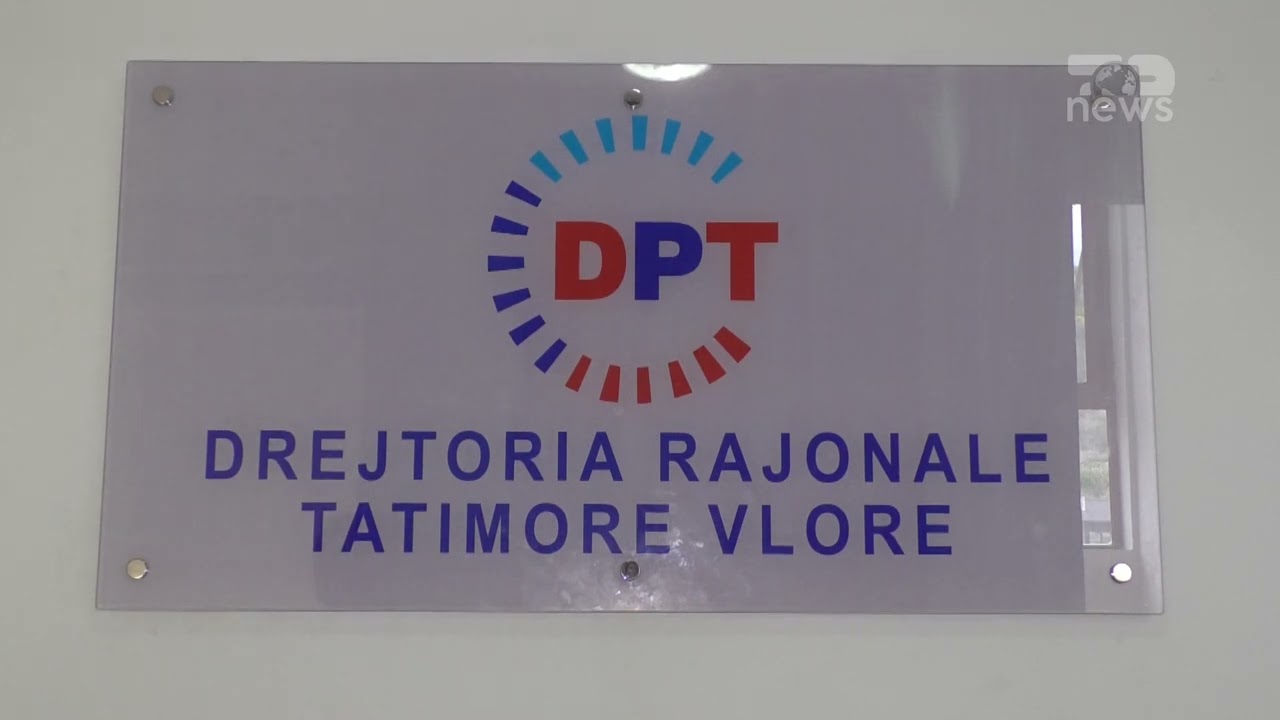 news
DPT
DREJTORIA RAJONALE
TATIMORE VLORE